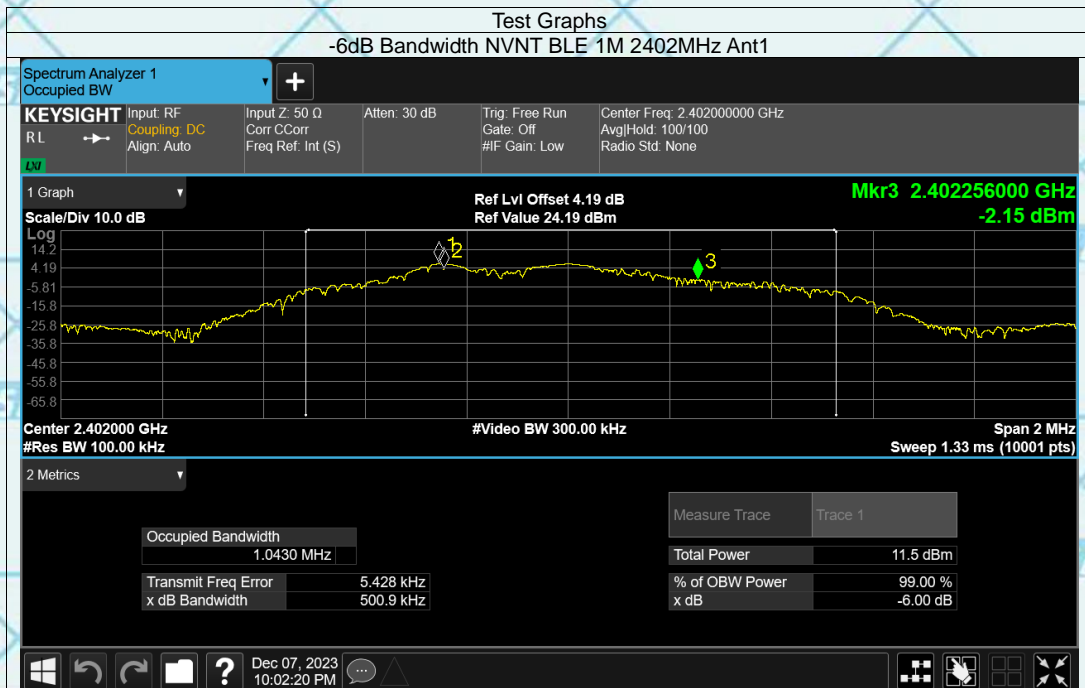 Test Graphs
-6dB Bandwidth NVNT BLE 1M 2402MHz Ant1
Spectrum Analyzer 1
Occupied BW
+
KEYSIGHT Input: RF Input Z: 50 Ω Atten: 30 dB Trig: Free Run Center Freq: 2.402000000 GHz
R L Coupling: DC Corr CCorr Gate: Off Avg|Hold: 100/100
Align: Auto Freq Ref: Int (S) #IF Gain: Low Radio Std: None
LXI
1 Graph Ref Lvl Offset 4.19 dB Mkr3 2.402256000 GHz
Scale/Div 10.0 dB Ref Value 24.19 dBm -2.15 dBm
Log
14.2
4.19
-5.81
-15.8
-25.8
-35.8
-45.8
-55.8
-65.8
1
2
3
Center 2.402000 GHz #Video BW 300.00 kHz Span 2 MHz
#Res BW 100.00 kHz Sweep 1.33 ms (10001 pts)
2 Metrics
Measure Trace Trace 1
Occupied Bandwidth
1.0430 MHz Total Power 11.5 dBm
Transmit Freq Error 5.428 kHz % of OBW Power 99.00 %
x dB Bandwidth 500.9 kHz x dB -6.00 dB
? Dec 07, 2023
10:02:20 PM